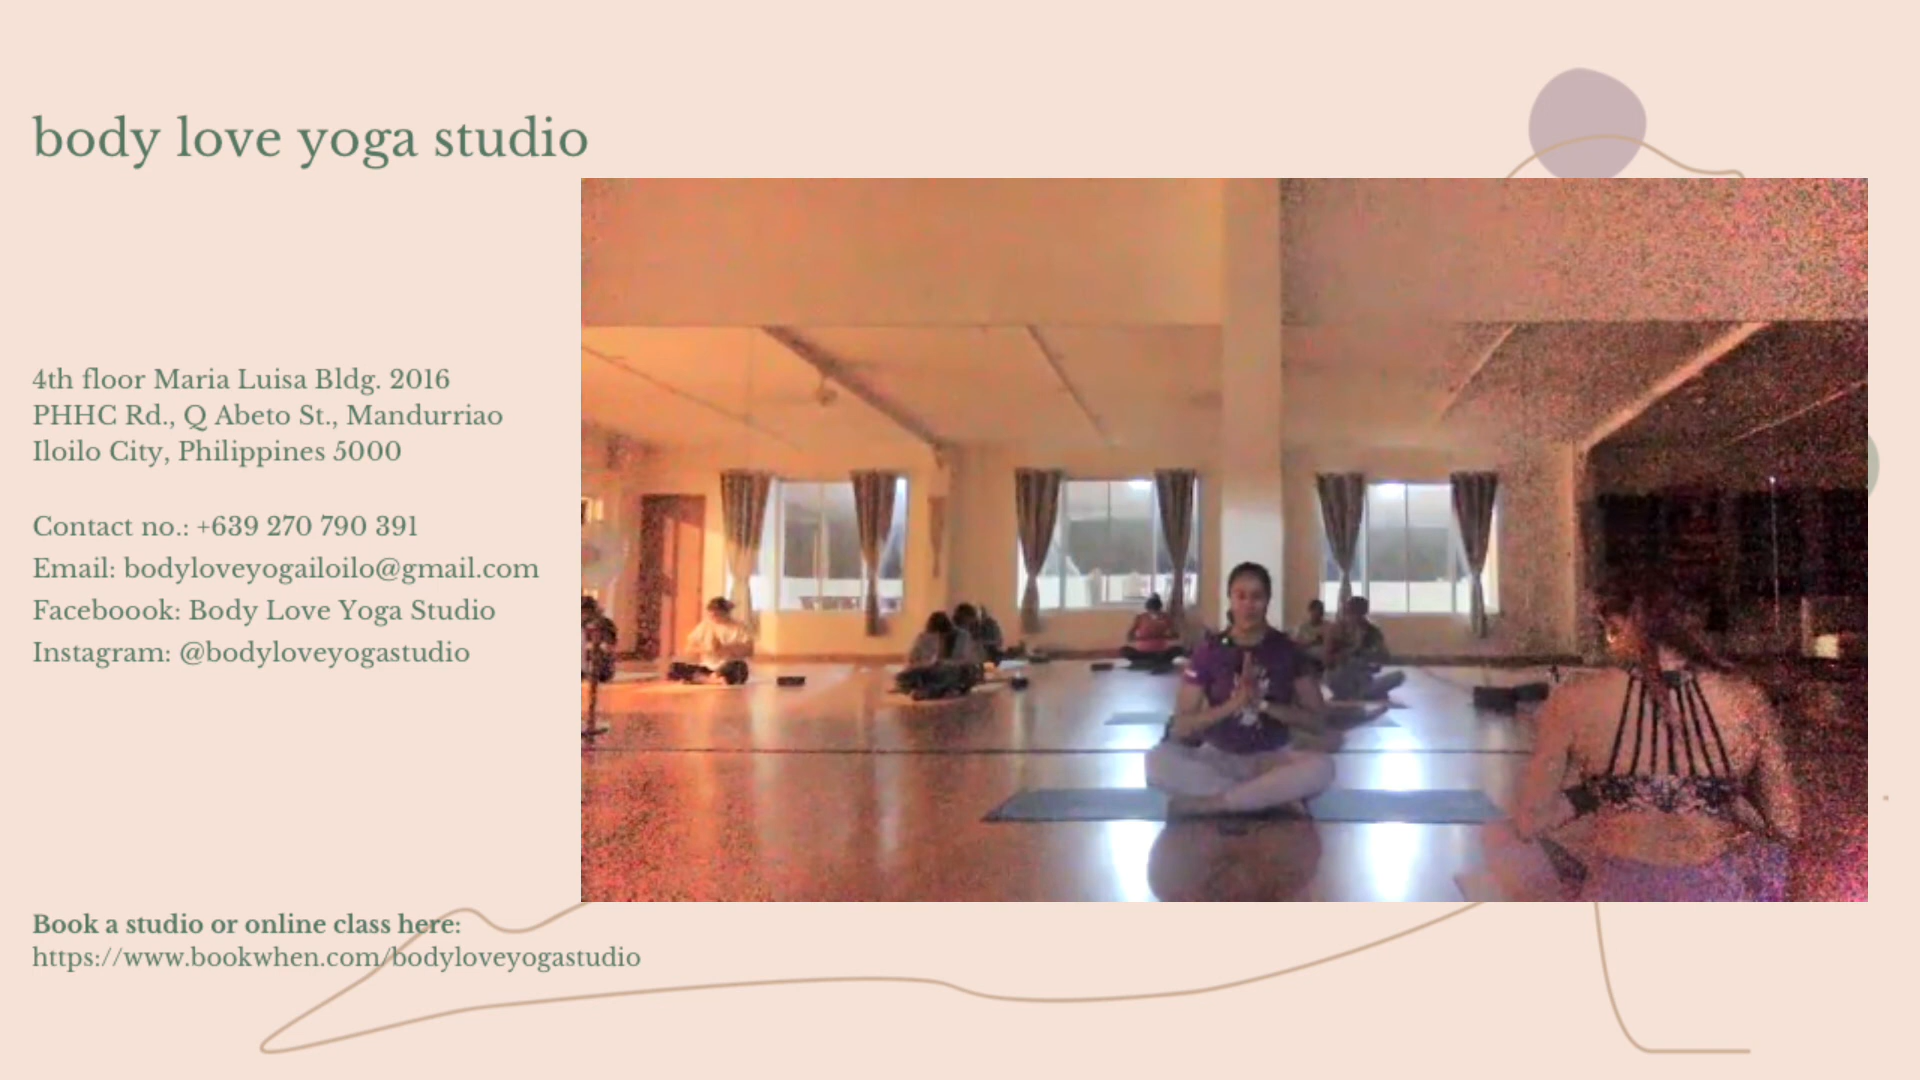 body love yoga studio
4th floor Maria Luisa Bldg. 2016
PHHC Rd., Q Abeto St., Mandurriao
Iloilo City, Philippines 5000
Contact no.: +639 270 790 391
Email: bodyloveyogailoilo@gmail.com
Faceboook: Body Love Yoga Studio
Instagram: @bodyloveyogastudio
Book a studio or online class here:
https://www.bookwhen.com/bodyloveyogastudio